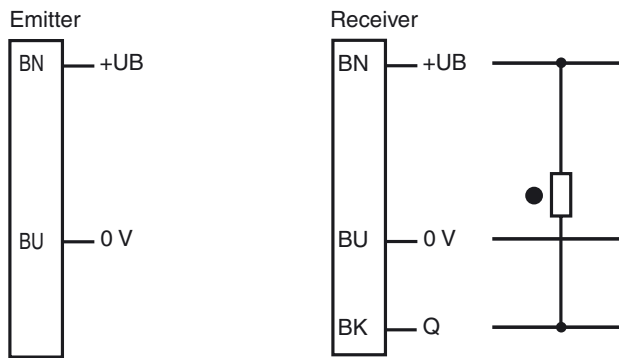 Emitter
BN +UB
BU 0 V
Receiver
BN +UB
BU 0 V
BK Q